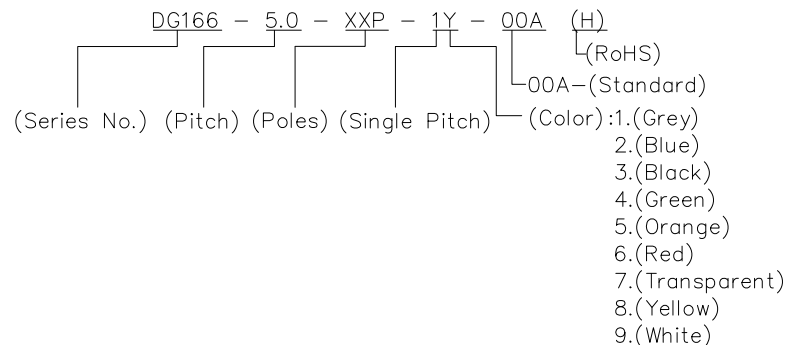 DG166 - 5.0 - XXP - 1Y - 00A (H)
(RoHS)
00A-(Standard)
(Series No.) (Pitch) (Poles) (Single Pitch) (Color):1.(Grey)
2.(Blue)
3.(Black)
4.(Green)
5.(Orange)
6.(Red)
7.(Transparent)
8.(Yellow)
9.(White)